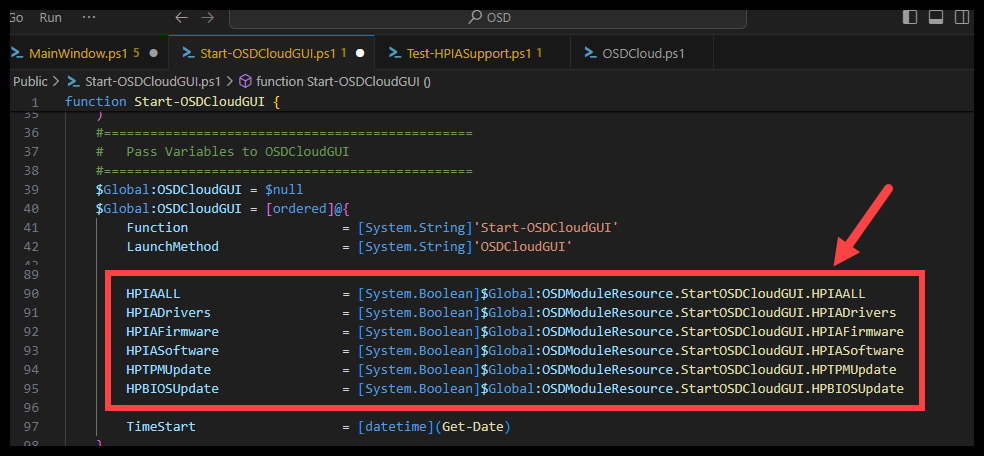 Go Run ··· ← → OSD
MainWindow.ps1 5 ● Start-OSDCloudGUI.ps1 1 ● Test-HPIASupport.ps1 1 OSDCloud.ps1
Public > Start-OSDCloudGUI.ps1 > function Start-OSDCloudGUI ()
1 function Start-OSDCloudGUI {
35 )
36 #================================================
37 #   Pass Variables to OSDCloudGUI
38 #================================================
39 $Global:OSDCloudGUI = $null
40 $Global:OSDCloudGUI = [ordered]@{
41 Function = [System.String]'Start-OSDCloudGUI'
42 LaunchMethod = [System.String]'OSDCloudGUI'
89
90 HPIAALL = [System.Boolean]$Global:OSDModuleResource.StartOSDCloudGUI.HPIAALL
91 HPIADrivers = [System.Boolean]$Global:OSDModuleResource.StartOSDCloudGUI.HPIADrivers
92 HPIAFirmware = [System.Boolean]$Global:OSDModuleResource.StartOSDCloudGUI.HPIAFirmware
93 HPIASoftware = [System.Boolean]$Global:OSDModuleResource.StartOSDCloudGUI.HPIASoftware
94 HPTPMUpdate = [System.Boolean]$Global:OSDModuleResource.StartOSDCloudGUI.HPTPMUpdate
95 HPBIOSUpdate = [System.Boolean]$Global:OSDModuleResource.StartOSDCloudGUI.HPBIOSUpdate
96
97 TimeStart = [datetime](Get-Date)
98 }